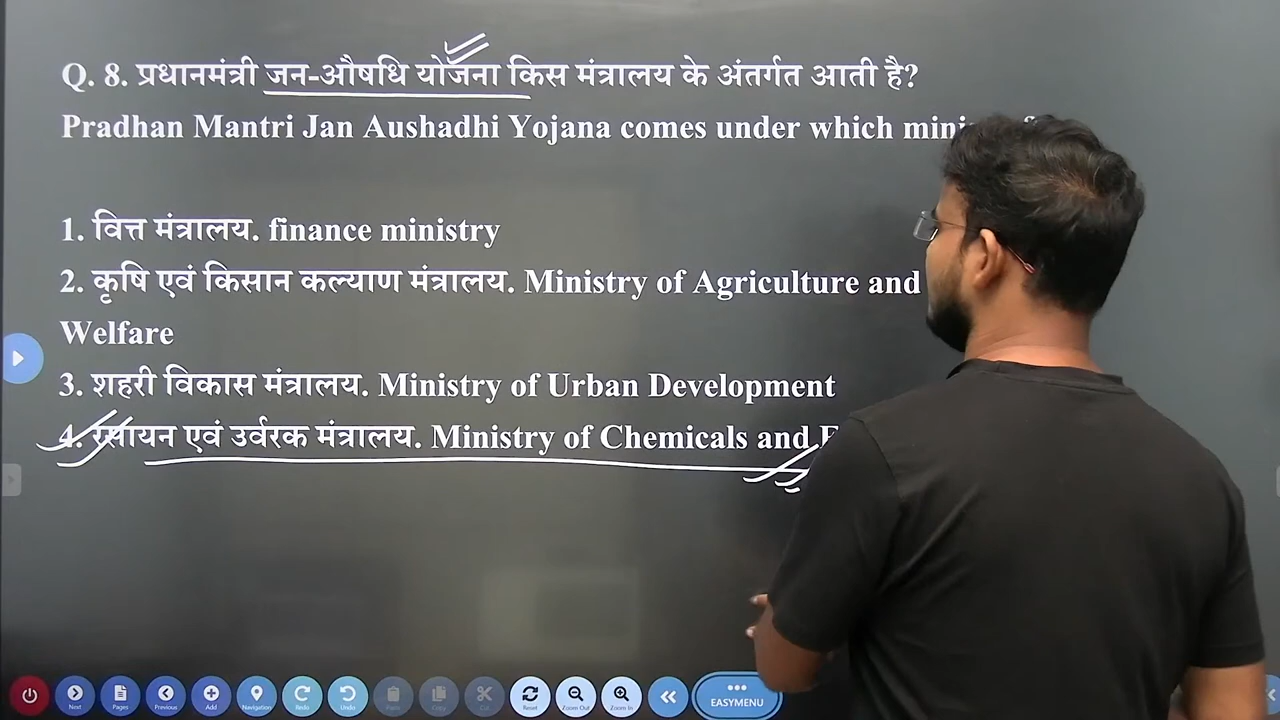 Q. 8. प्रधानमंत्री जन-औषधि योजना किस मंत्रालय के अंतर्गत आती है?
Pradhan Mantri Jan Aushadhi Yojana comes under which
1. वित्त मंत्रालय. finance ministry
2. कृषि एवं किसान कल्याण मंत्रालय. Ministry of Agriculture and
Welfare
3. शहरी विकास मंत्रालय. Ministry of Urban Development
4. रसायन एवं उर्वरक मंत्रालय. Ministry of Chemicals and
Next Pages Previous Add Navigation Redo Undo Paste Copy Cut Reset Zoom Out Zoom In EASYMENU